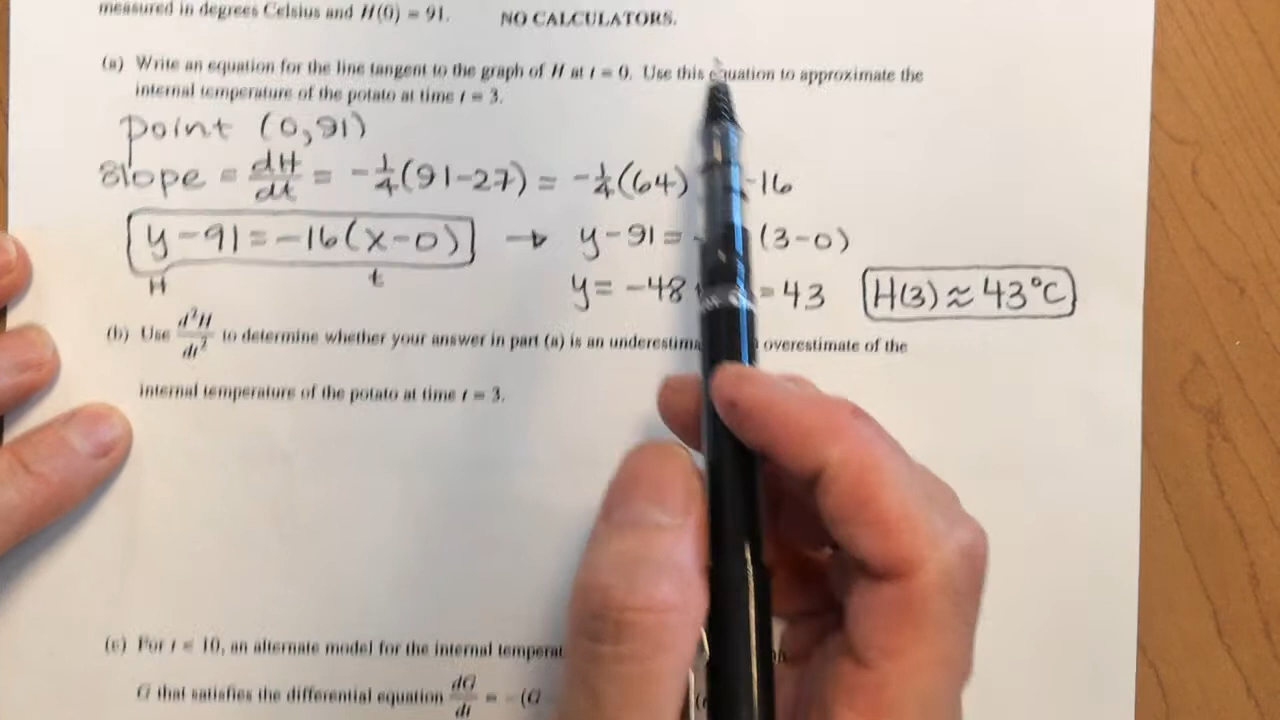 measured in degrees Celsius and H(0) = 91. NO CALCULATORS.
(a) Write an equation for the line tangent to the graph of H at t = 0. Use this equation to approximate the
internal temperature of the potato at time t = 3.
point (0,91)
slope = dH/dt = -1/4(91-27) = -1/4(64) -16
y-91=-16(x-0) → y-91= (3-0)
H t
y= -48 =43 H(3)≈43°C
(b) Use d²H/dt² to determine whether your answer in part (a) is an overestimate of the
internal temperature of the potato at time t = 3.
(c) For t < 10, an alternate model for the internal
G that satisfies the differential equation dG/dt = -(G